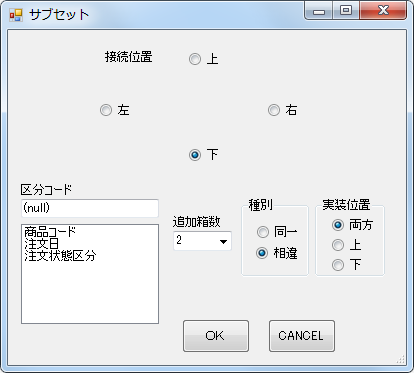 サブセット
接続位置
上
左
右
下
区分コード
(null)
商品コード
注文日
注文状態区分
追加箱数
2
種別
同一
相違
実装位置
両方
上
下
OK
CANCEL